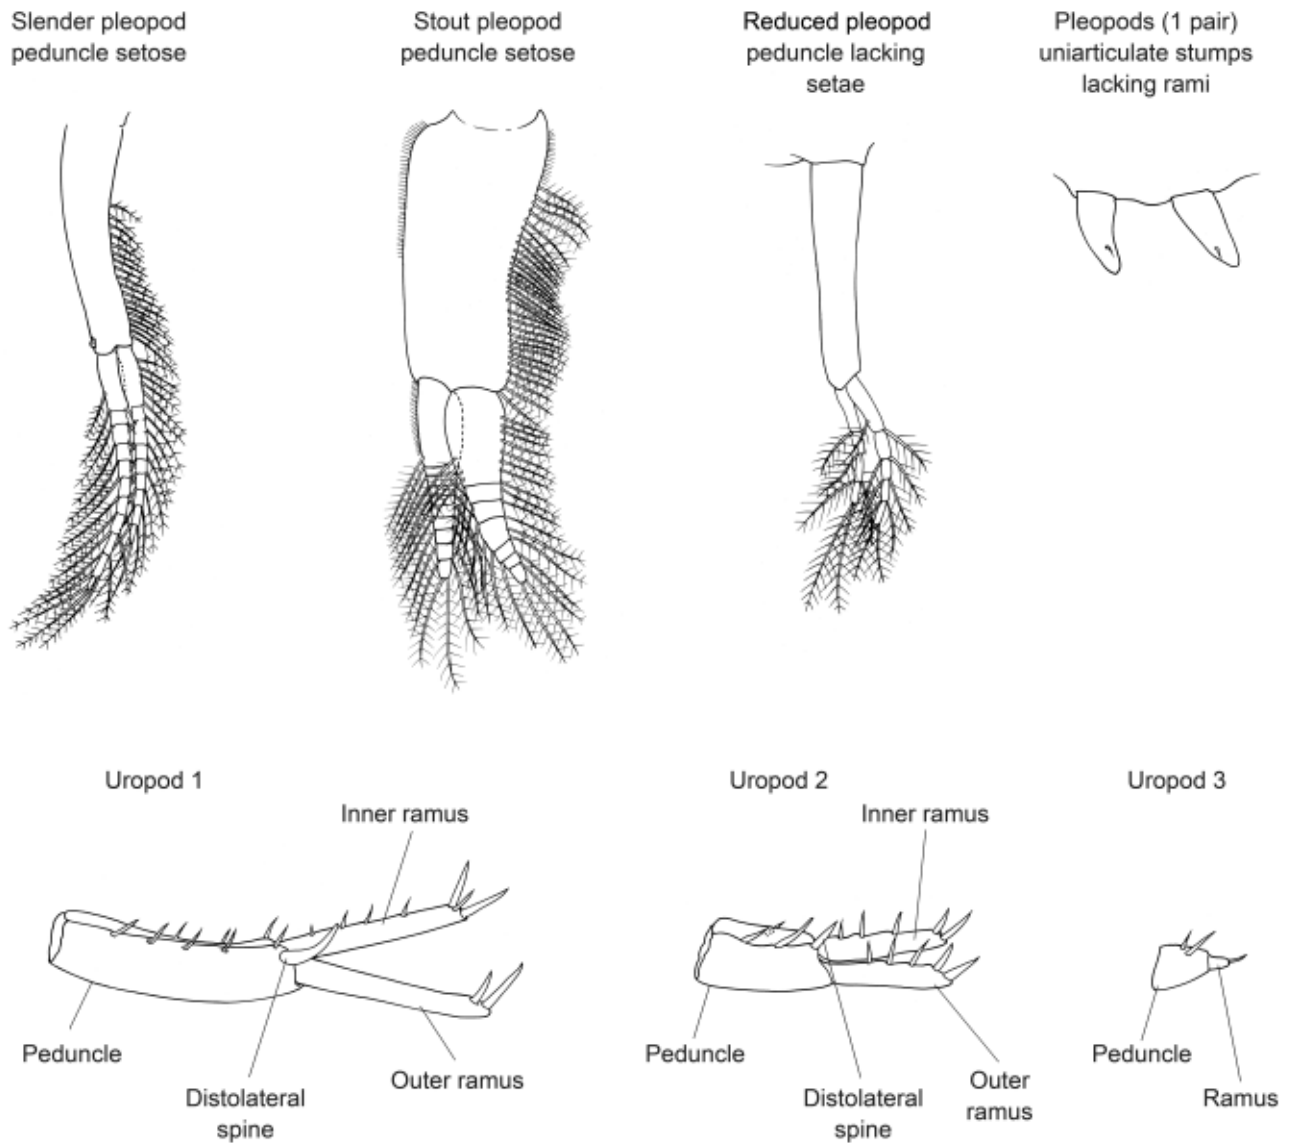 Slender pleopod
peduncle setose
Stout pleopod
peduncle setose
Reduced pleopod
peduncle lacking
setae
Pleopods (1 pair)
uniarticulate stumps
lacking rami
Uropod 1
Inner ramus
Peduncle
Distolateral
spine
Outer ramus
Uropod 2
Inner ramus
Peduncle
Distolateral
spine
Outer
ramus
Uropod 3
Peduncle
Ramus